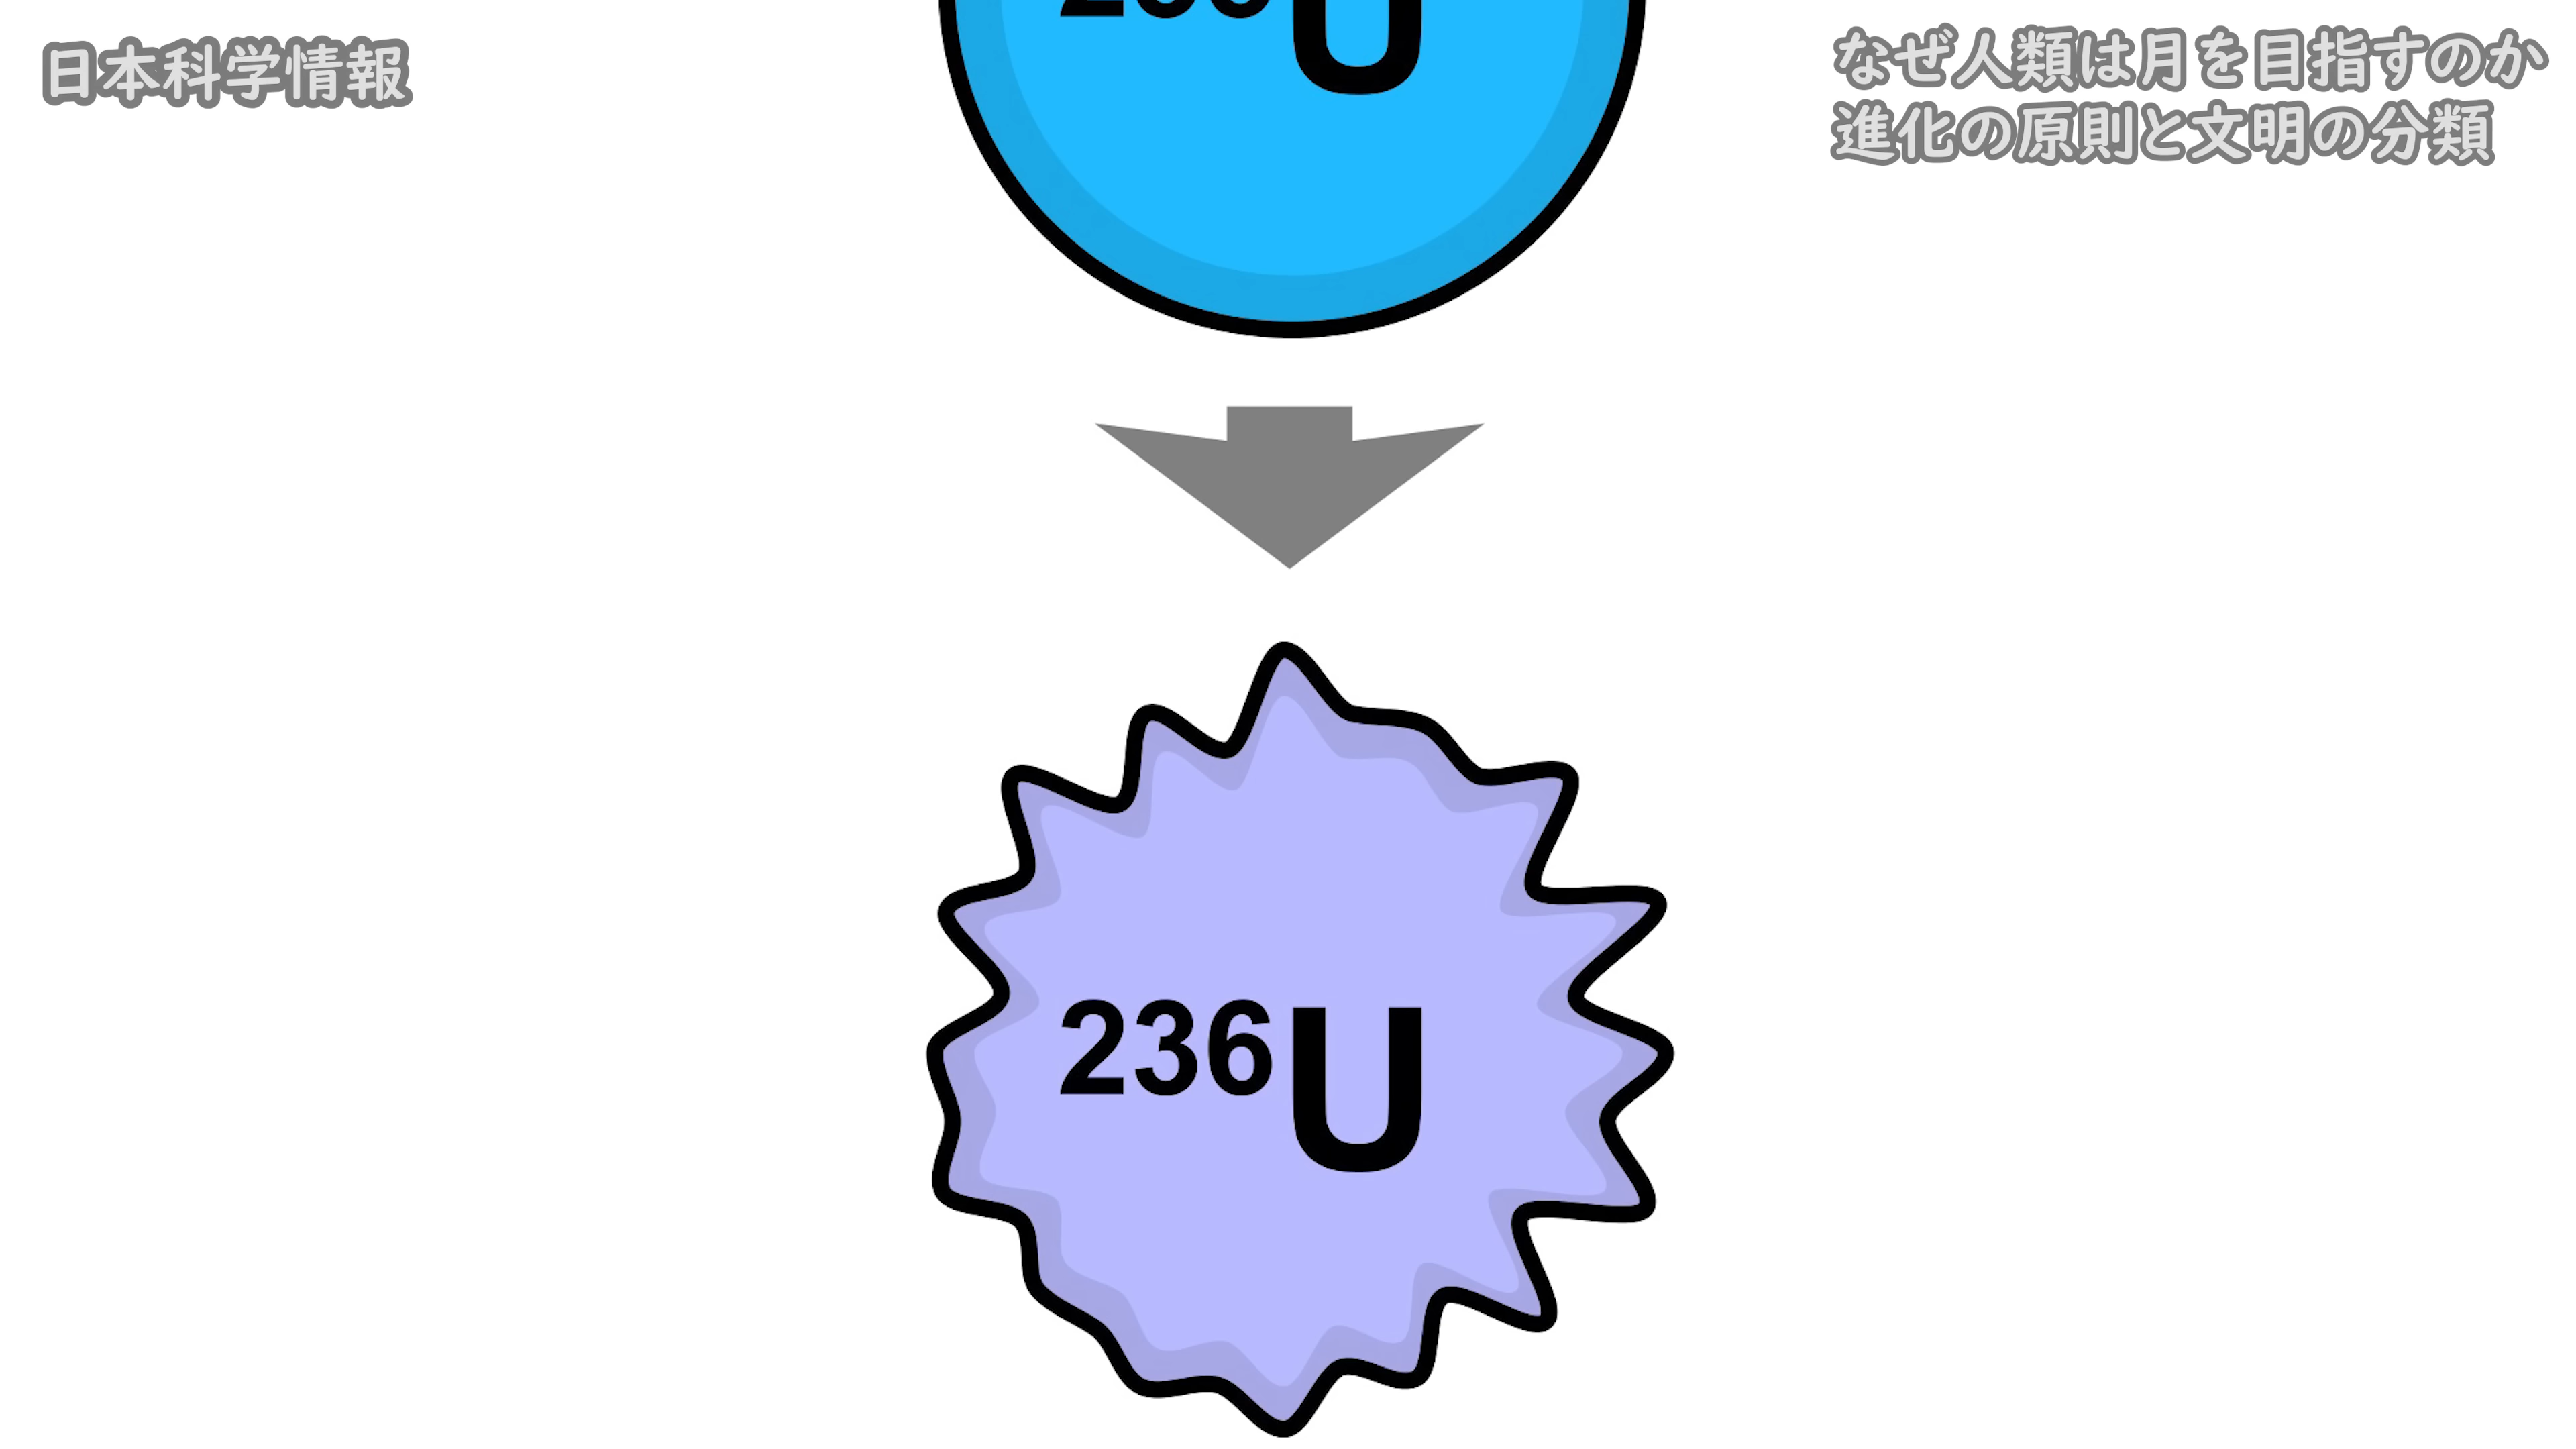 日本科学情報
なぜ人類は月を目指すのか
進化の原則と文明の分類
U
236U